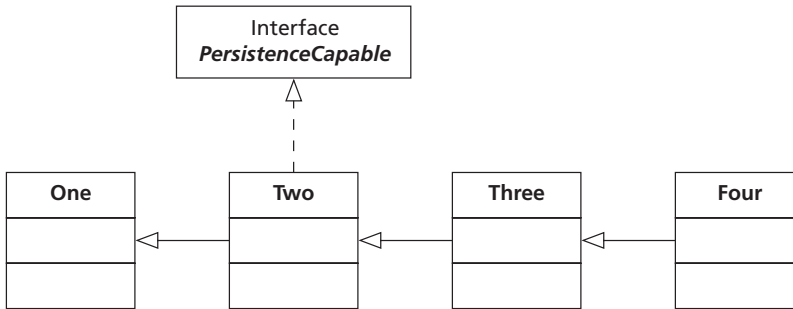 Interface
PersistenceCapable
One
Two
Three
Four